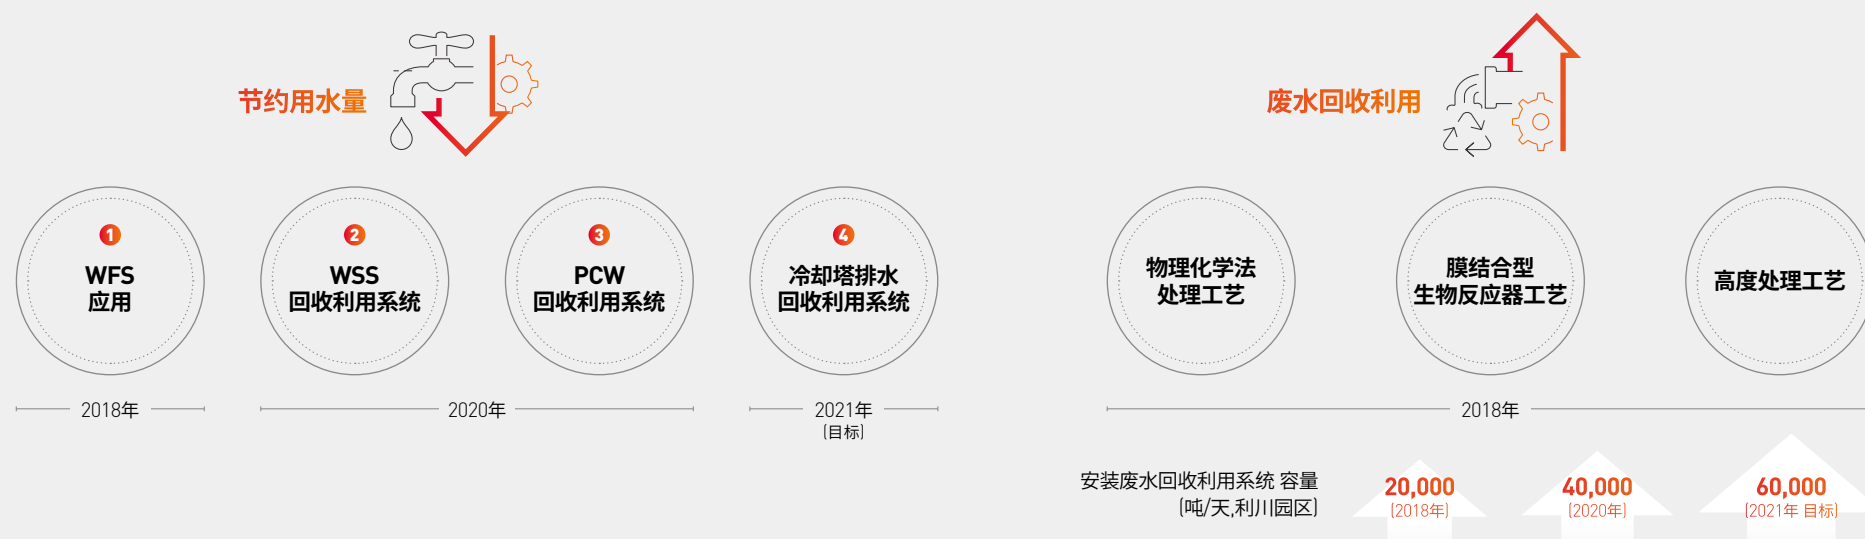 节约用水量
1
WFS
应用
2
WSS
回收利用系统
3
PCW
回收利用系统
4
冷却塔排水
回收利用系统
2018年
2020年
2021年
(目标)
废水回收利用
物理化学法
处理工艺
膜结合型
生物反应器工艺
高度处理工艺
2018年
安装废水回收利用系统 容量
(吨/天,利川园区)
20,000
(2018年)
40,000
(2020年)
60,000
(2021年 目标)